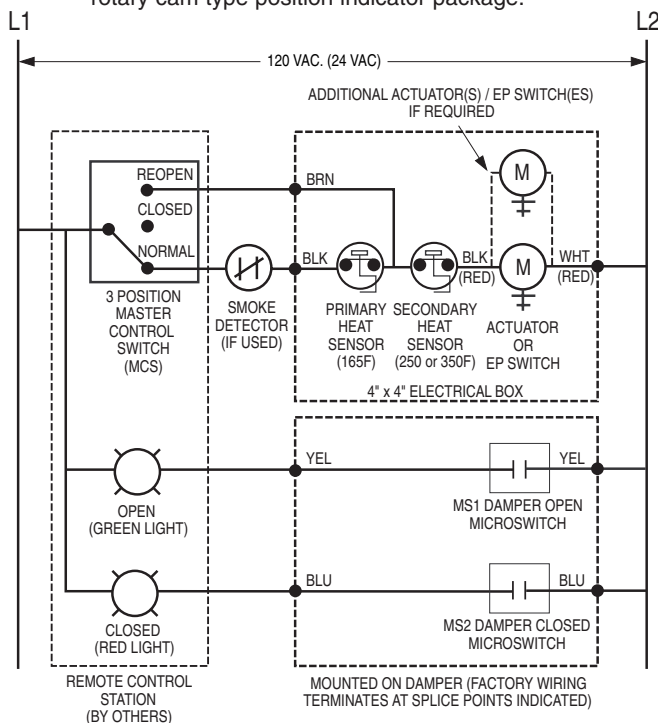 rotary cam type position indicator package.
L1
L2
120 VAC. (24 VAC)
ADDITIONAL ACTUATOR(S) / EP SWITCH(ES)
IF REQUIRED
REOPEN
CLOSED
NORMAL
BRN
M
BLK
BLK
(RED)
M
WHT
(RED)
3 POSITION
MASTER
CONTROL
SWITCH
(MCS)
SMOKE
DETECTOR
(IF USED)
PRIMARY
HEAT
SENSOR
(165F)
SECONDARY
HEAT
SENSOR
(250 or 350F)
ACTUATOR
OR
EP SWITCH
4" x 4" ELECTRICAL BOX
YEL
YEL
OPEN
(GREEN LIGHT)
MS1 DAMPER OPEN
MICROSWITCH
BLU
BLU
CLOSED
(RED LIGHT)
MS2 DAMPER CLOSED
MICROSWITCH
REMOTE CONTROL
STATION
(BY OTHERS)
MOUNTED ON DAMPER (FACTORY WIRING
TERMINATES AT SPLICE POINTS INDICATED)